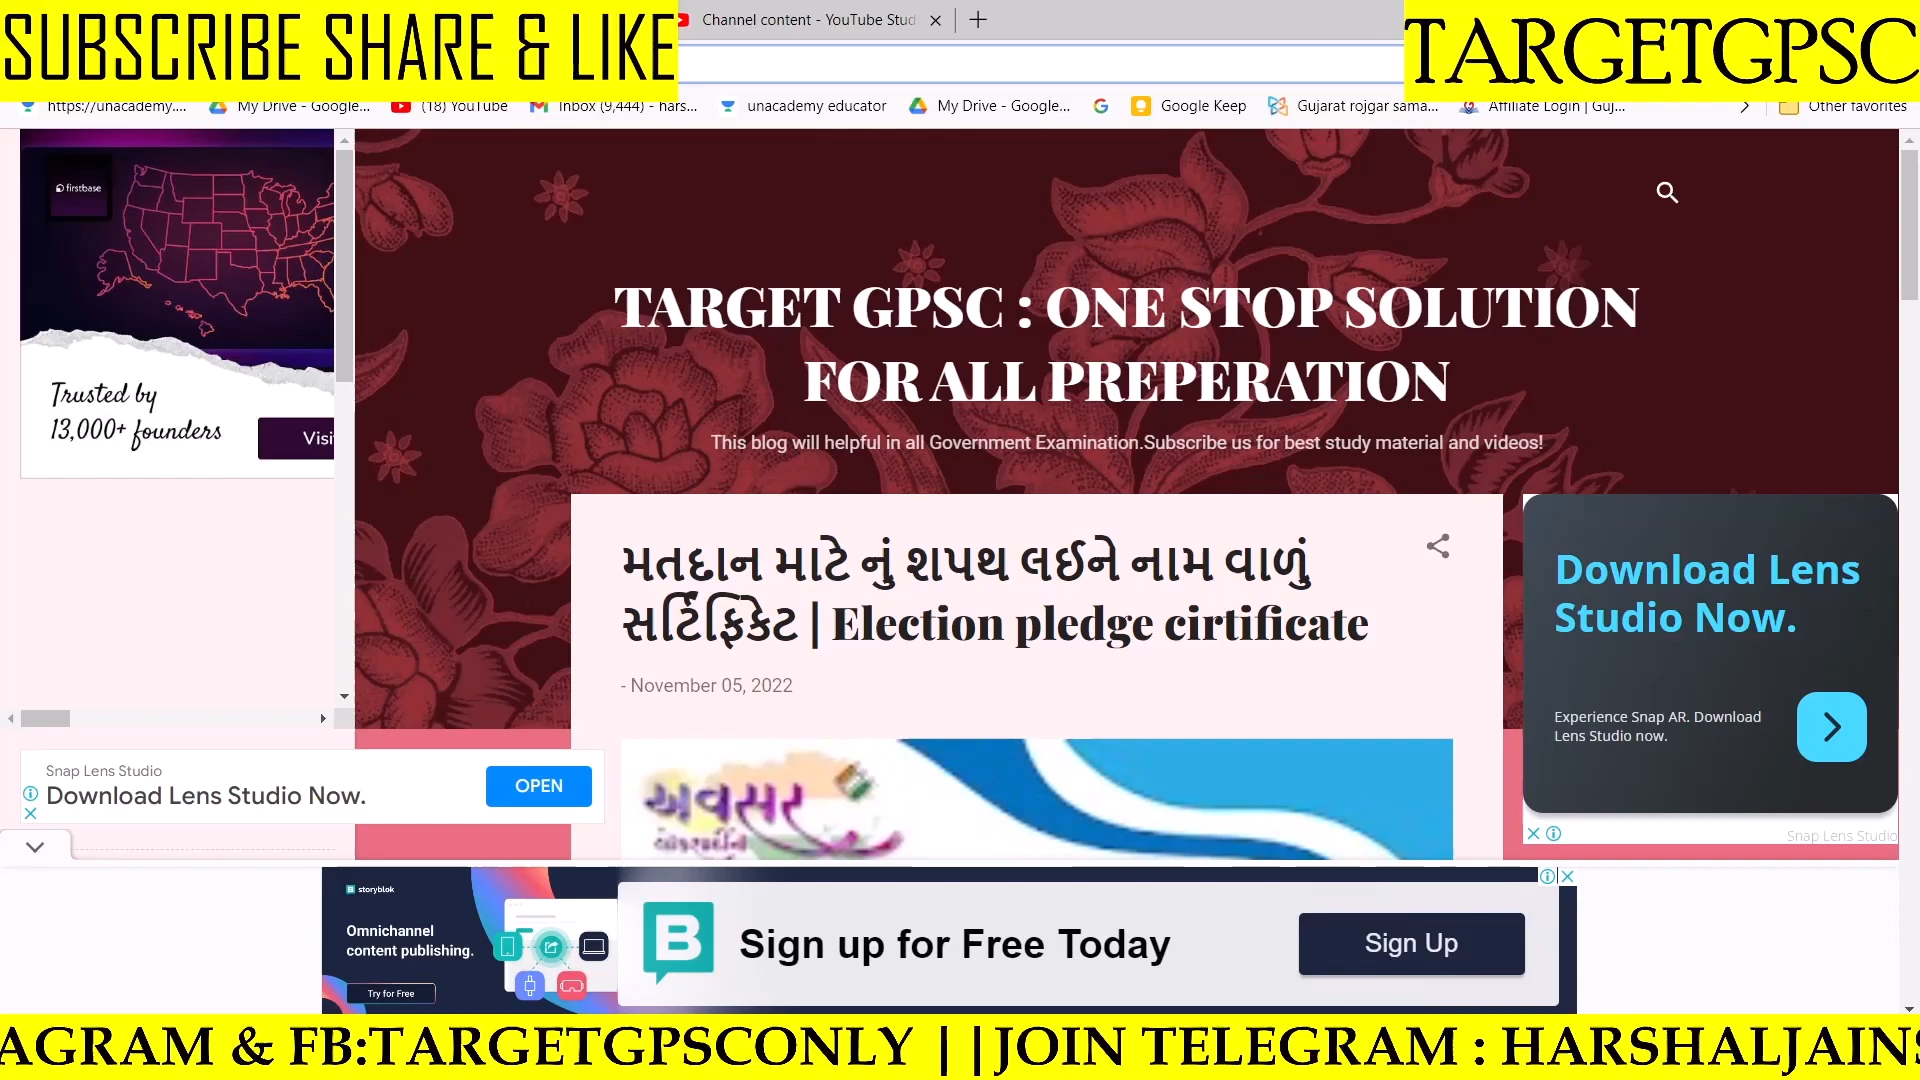 SUBSCRIBE SHARE & LIKE
Channel content - YouTube Stud
TARGETGPSC
https://unacademy....
My Drive - Google...
(18) YouTube
Inbox (9,444) - hars...
unacademy educator
My Drive - Google...
Google Keep
Gujarat rojgar sama...
Affiliate Login | Guj...
Other favorites
firstbase
Trusted by
13,000+ founders
Visi
TARGET GPSC : ONE STOP SOLUTION
FOR ALL PREPERATION
This blog will helpful in all Government Examination.Subscribe us for best study material and videos!
મતદાન માટે નું શપથ લઈને નામ વાળું
સર્ટિફિકેટ | Election pledge cirtificate
- November 05, 2022
અવસર
Download Lens
Studio Now.
Experience Snap AR. Download
Lens Studio now.
Snap Lens Studio
Snap Lens Studio
Download Lens Studio Now.
OPEN
storyblok
Omnichannel
content publishing.
Try for Free
Sign up for Free Today
Sign Up
AGRAM & FB:TARGETGPSCONLY ||JOIN TELEGRAM : HARSHALJAINS